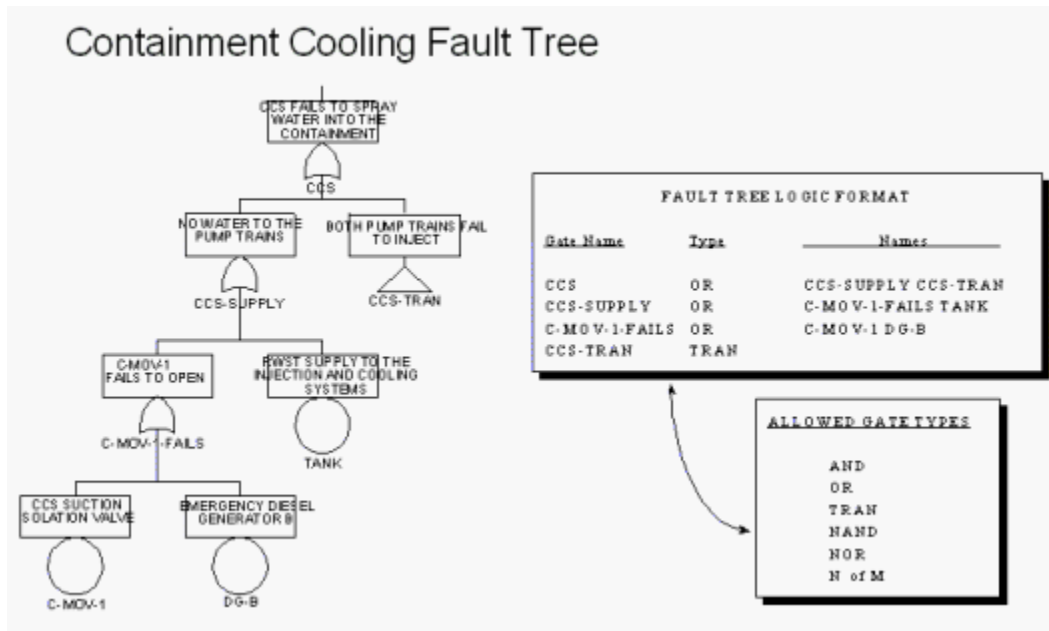 Containment Cooling Fault Tree
CCS FAILS TO SPRAY
WATER INTO THE
CONTAINMENT
CCS
NO WATER TO THE
PUMP TRAINS
BOTH PUMP TRAINS FAIL
TO INJECT
CCS-SUPPLY
CCS-TRAN
C-MOV-1
FAILS TO OPEN
RWST SUPPLY TO THE
INJECTION AND COOLING
SYSTEMS
C-MOV-1-FAILS
TANK
CCS SUCTION
ISOLATION VALVE
EMERGENCY DIESEL
GENERATOR B
C-MOV-1
DG-B
FAULT TREE LOGIC FORMAT
Gate Name Type Names
CCS OR CCS-SUPPLY CCS-TRAN
CCS-SUPPLY OR C-MOV-1-FAILS TANK
C-MOV-1-FAILS OR C-MOV-1 DG-B
CCS-TRAN TRAN
ALLOWED GATE TYPES
AND
OR
TRAN
NAND
NOR
N of M